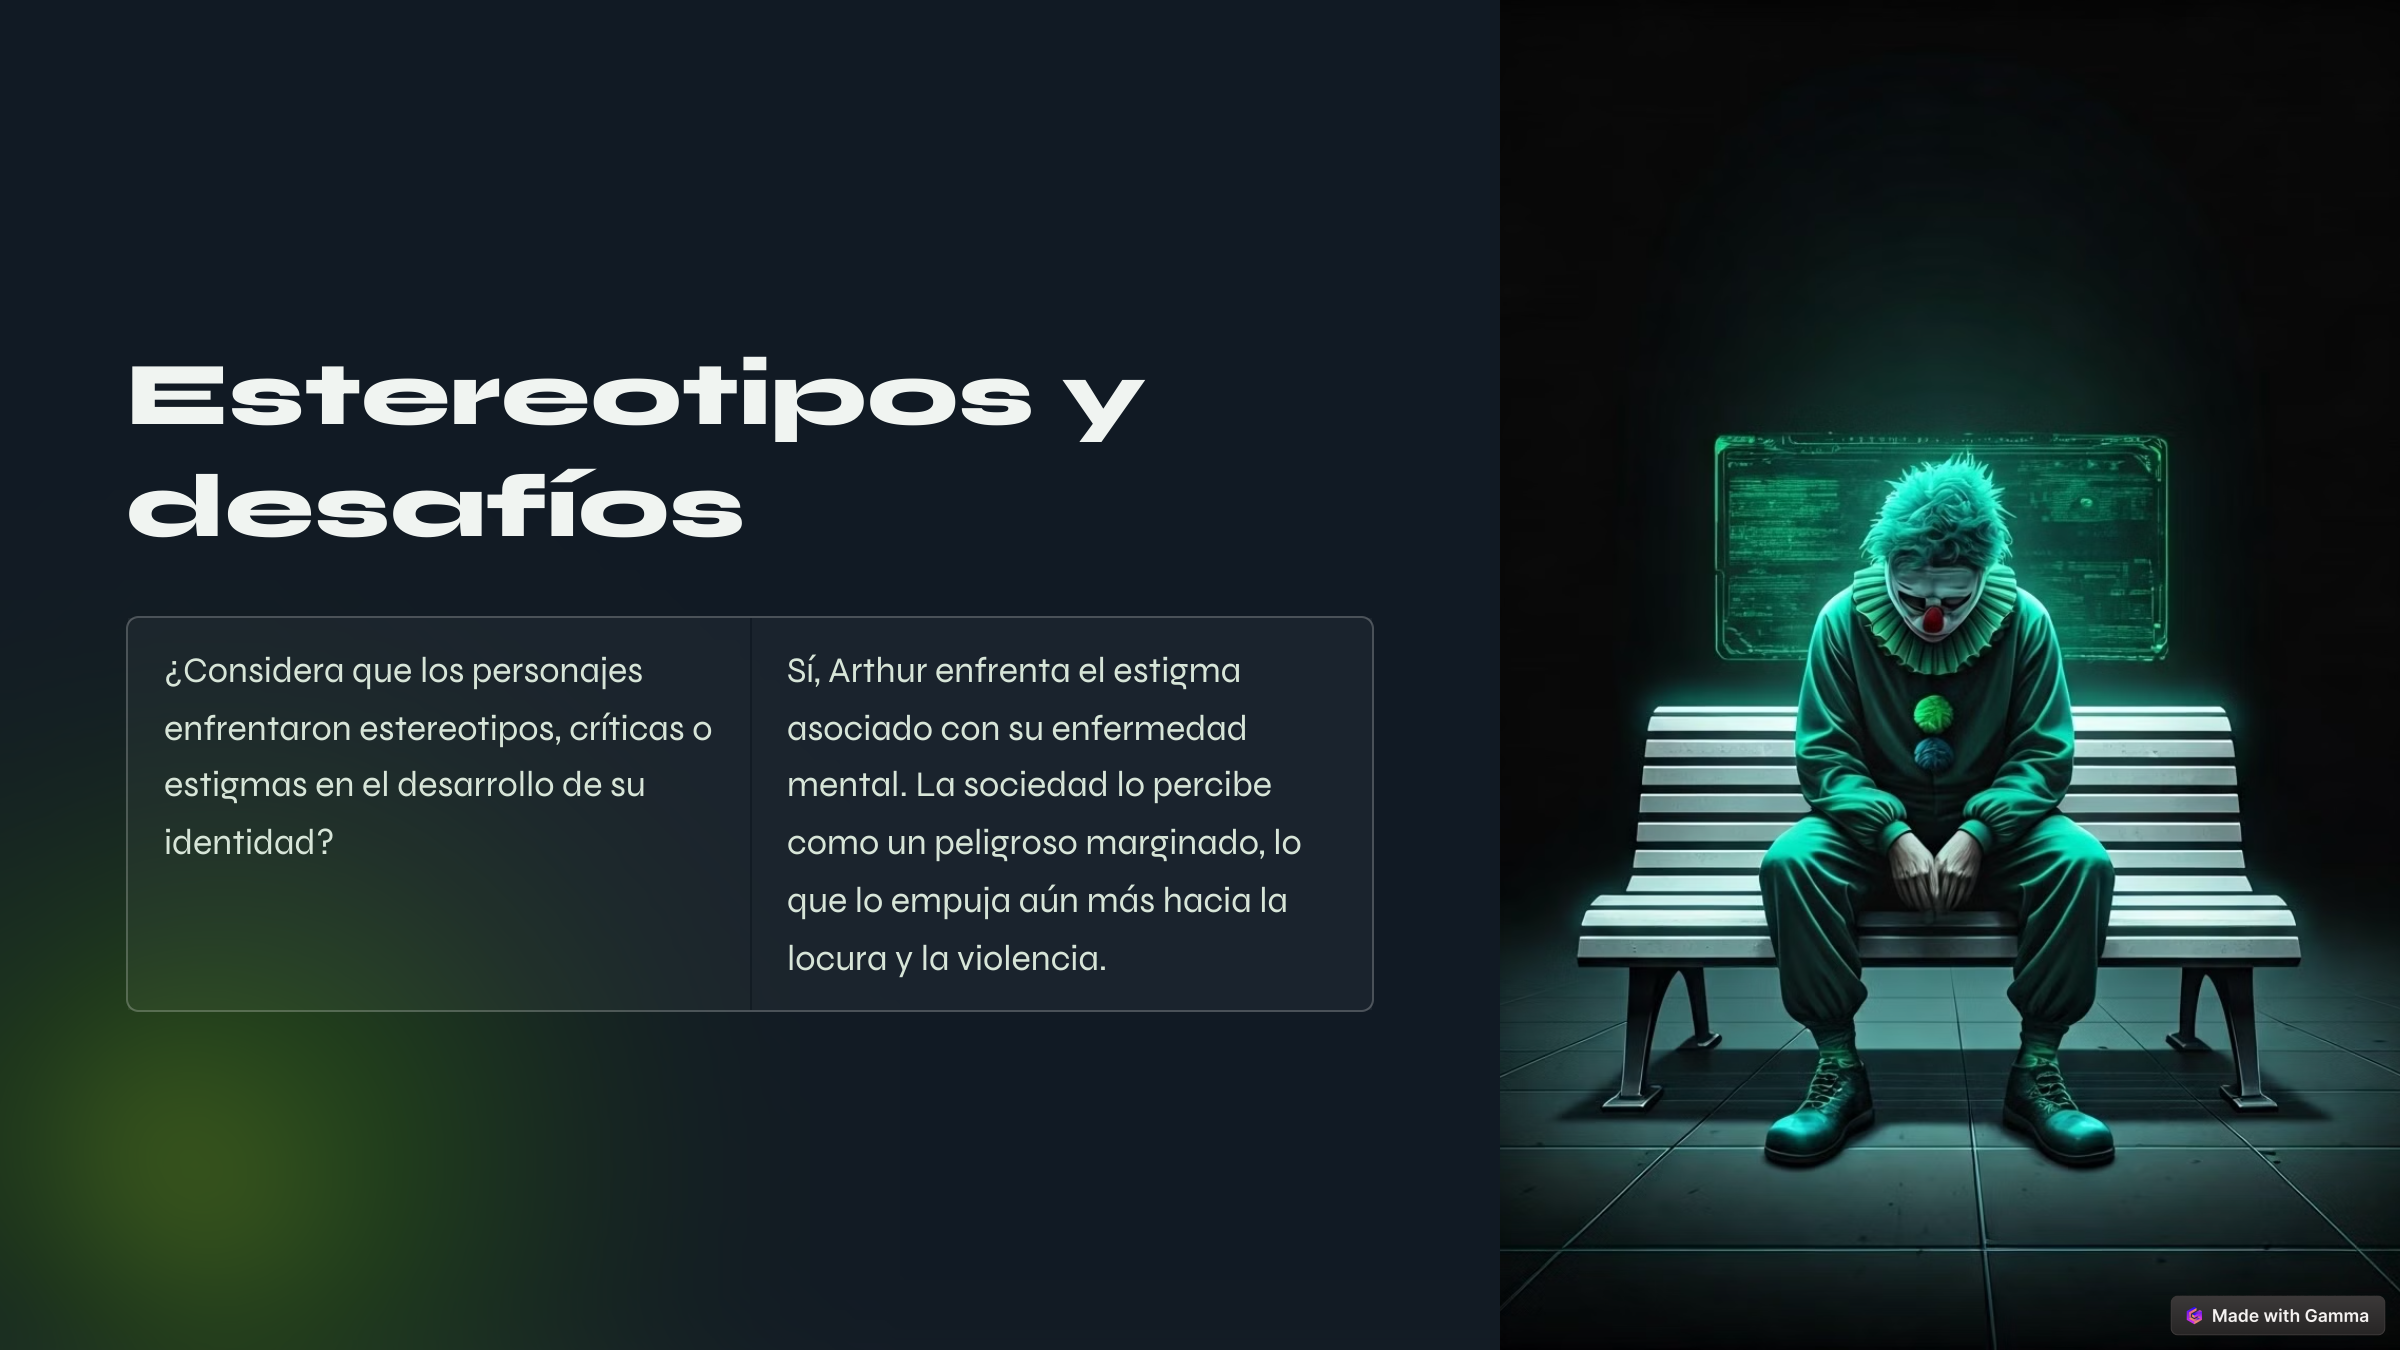 Estereotipos y
desafíos
¿Considera que los personajes
enfrentaron estereotipos, críticas o
estigmas en el desarrollo de su
identidad?
Sí, Arthur enfrenta el estigma
asociado con su enfermedad
mental. La sociedad lo percibe
como un peligroso marginado, lo
que lo empuja aún más hacia la
locura y la violencia.
Made with Gamma